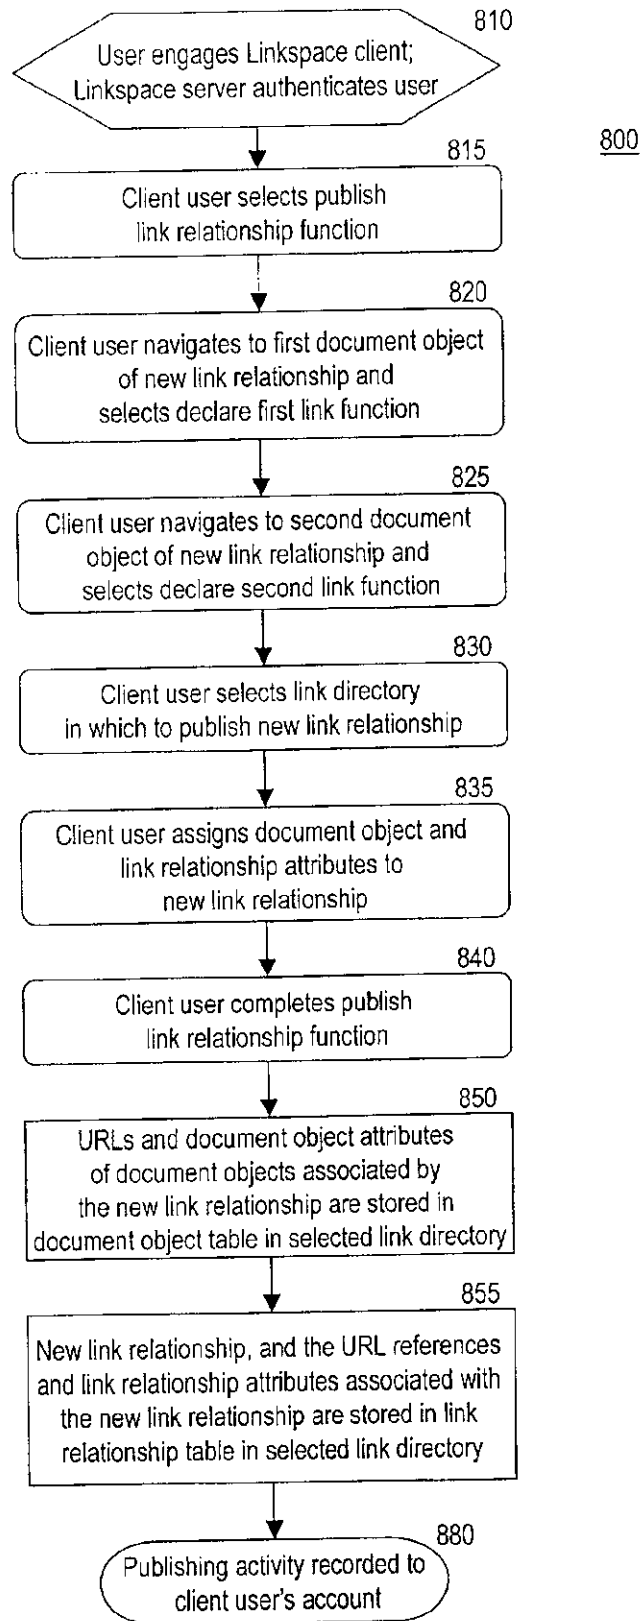 810
User engages Linkspace client;
Linkspace server authenticates user
800
815
Client user selects publish
link relationship function
820
Client user navigates to first document object
of new link relationship and
selects declare first link function
825
Client user navigates to second document
object of new link relationship and
selects declare second link function
830
Client user selects link directory
in which to publish new link relationship
835
Client user assigns document object and
link relationship attributes to
new link relationship
840
Client user completes publish
link relationship function
850
URLs and document object attributes
of document objects associated by
the new link relationship are stored in
document object table in selected link directory
855
New link relationship, and the URL references
and link relationship attributes associated with
the new link relationship are stored in link
relationship table in selected link directory
880
Publishing activity recorded to
client user's account